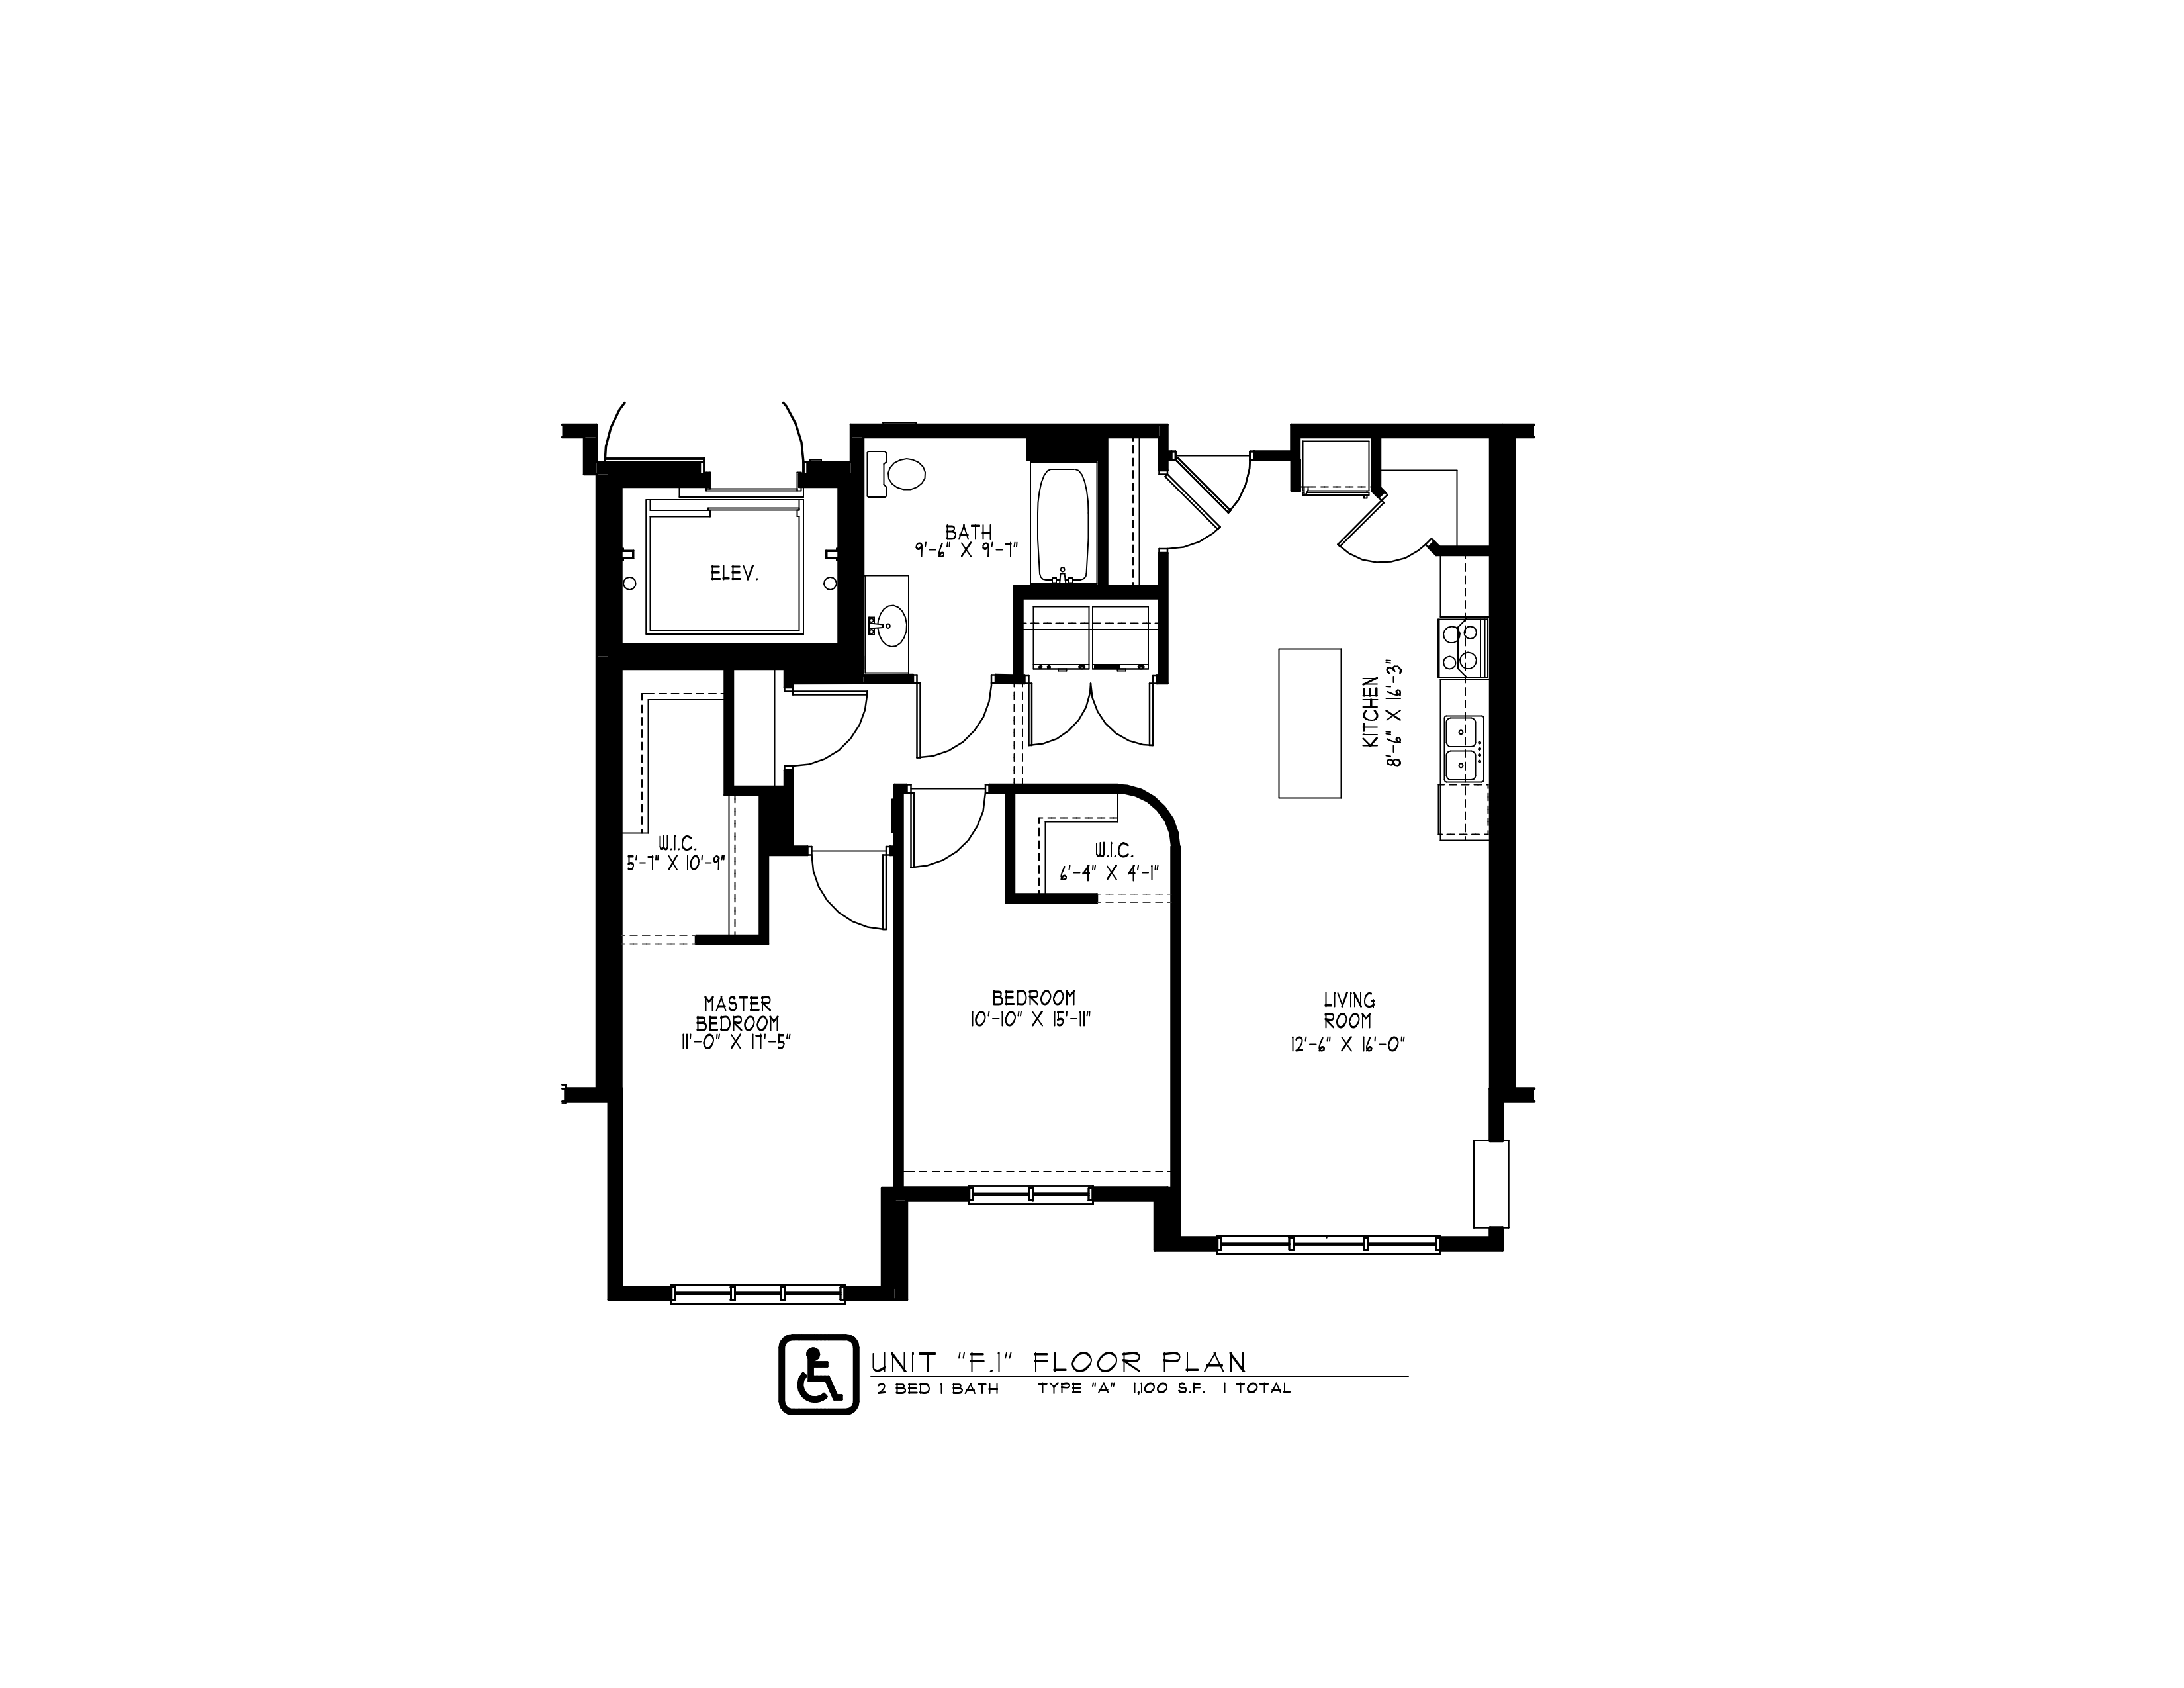 BATH
9'-6" X 9'-7"
ELEV.
KITCHEN
8'-6" X 16'-3"
W.I.C.
5'-7" X 10'-9"
W.I.C.
6'-4" X 4'-1"
MASTER
BEDROOM
11'-0" X 17'-5"
BEDROOM
10'-10" X 15'-11"
LIVING
ROOM
12'-6" X 16'-0"
UNIT "F.1" FLOOR PLAN
2 BED 1 BATH TYPE "A" 1,100 S.F. 1 TOTAL